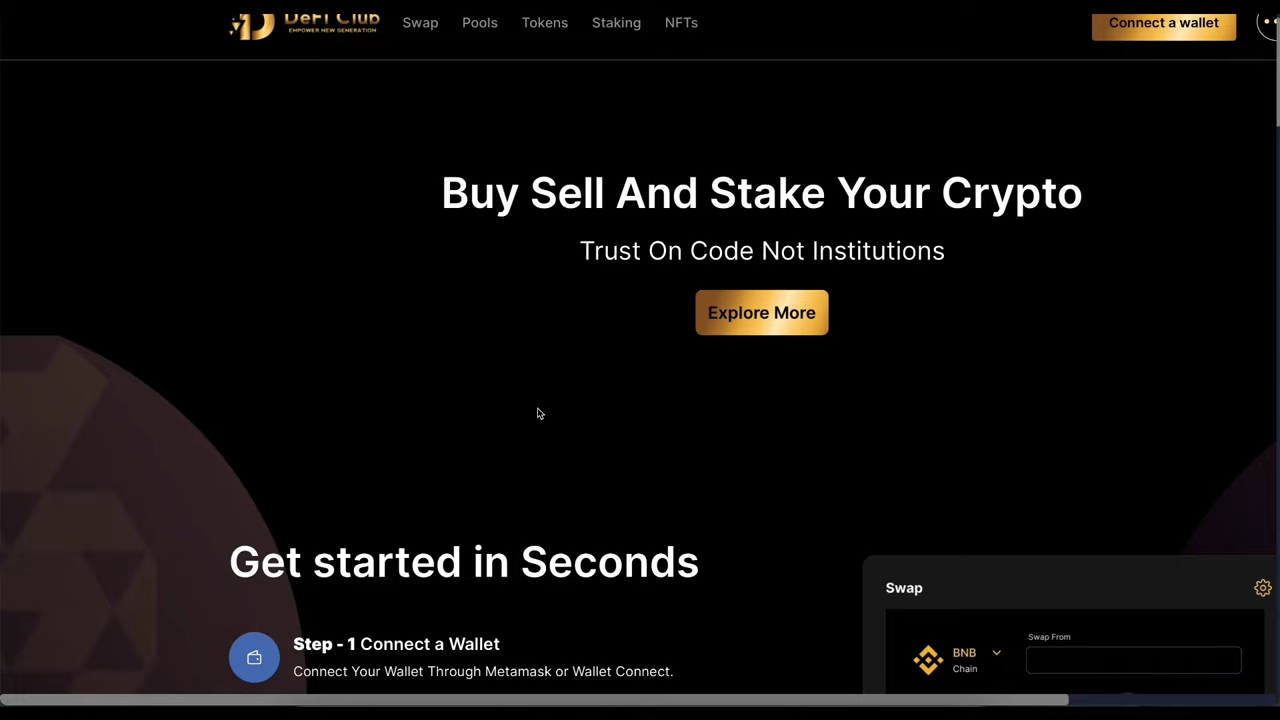 DeFi Club
EMPOWER NEW GENERATION
Swap
Pools
Tokens
Staking
NFTs
Connect a wallet
Buy Sell And Stake Your Crypto
Trust On Code Not Institutions
Explore More
Get started in Seconds
Step - 1 Connect a Wallet
Connect Your Wallet Through Metamask or Wallet Connect.
Swap
Swap From
BNB
Chain